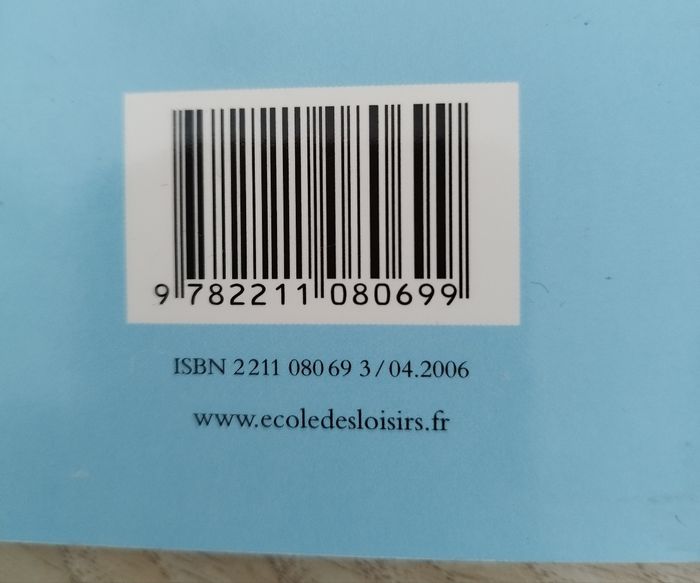 9 782211 080699
ISBN 2 211 080 69 3 / 04.2006
www.ecoledesloisirs.fr